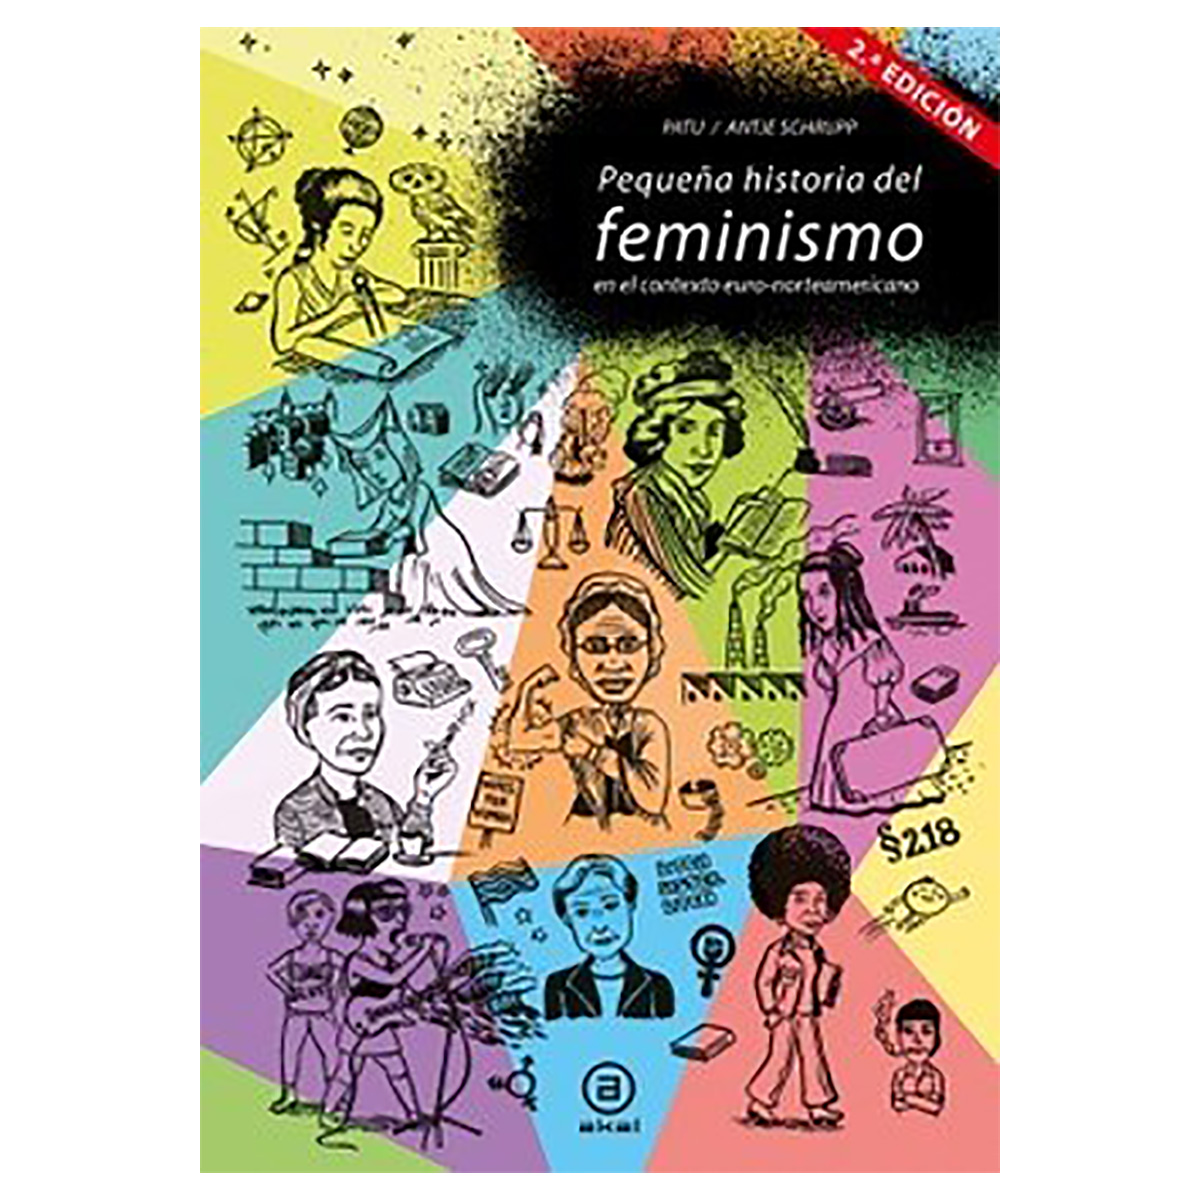 2.ª EDICIÓN
PATU // ANTJE SCHRUPP
Pequeña historia del
feminismo
en el contexto euro-norteamericano
§218
a
akal